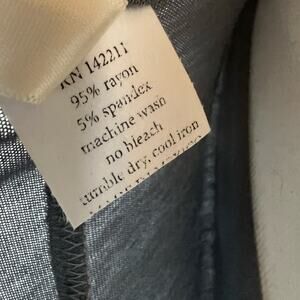 RN 142211
95% rayon
5% spandex
machine wash
no bleach
tumble dry, cool iron